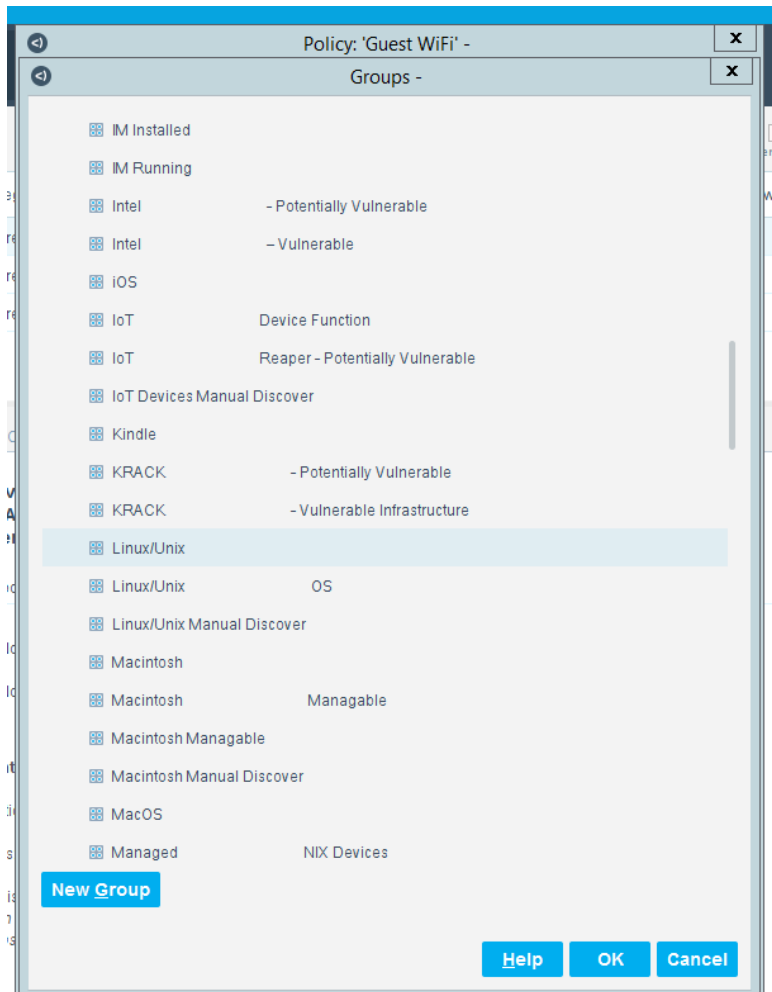 Policy: 'Guest WiFi' -
x
Groups -
x
IM Installed
IM Running
Intel - Potentially Vulnerable
Intel – Vulnerable
iOS
IoT Device Function
IoT Reaper - Potentially Vulnerable
IoT Devices Manual Discover
Kindle
KRACK - Potentially Vulnerable
KRACK - Vulnerable Infrastructure
Linux/Unix
Linux/Unix OS
Linux/Unix Manual Discover
Macintosh
Macintosh Managable
Macintosh Managable
Macintosh Manual Discover
MacOS
Managed NIX Devices
New Group
Help OK Cancel